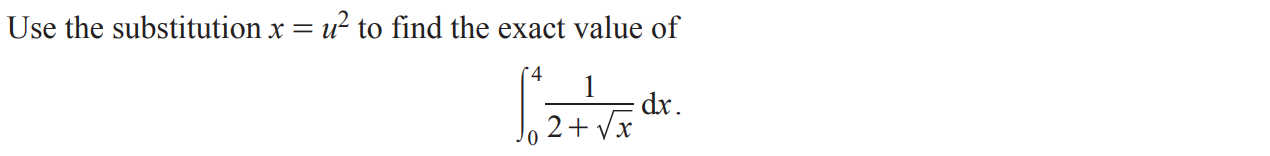 Use the substitution x = u² to find the exact value of
∫₀⁴ 1/(2 + √x) dx.